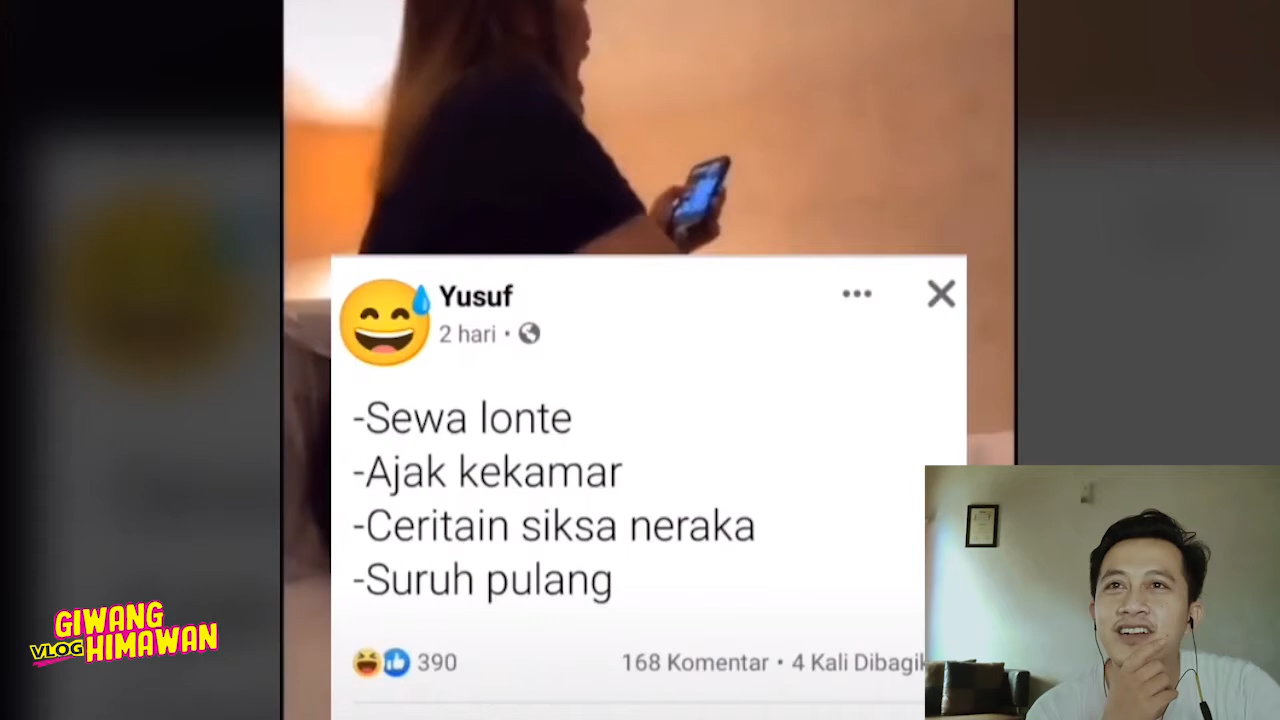 Yusuf
2 hari •
-Sewa lonte
-Ajak kekamar
-Ceritain siksa neraka
-Suruh pulang
390
168 Komentar • 4 Kali Dibagik
GIWANG
VLOG HIMAWAN